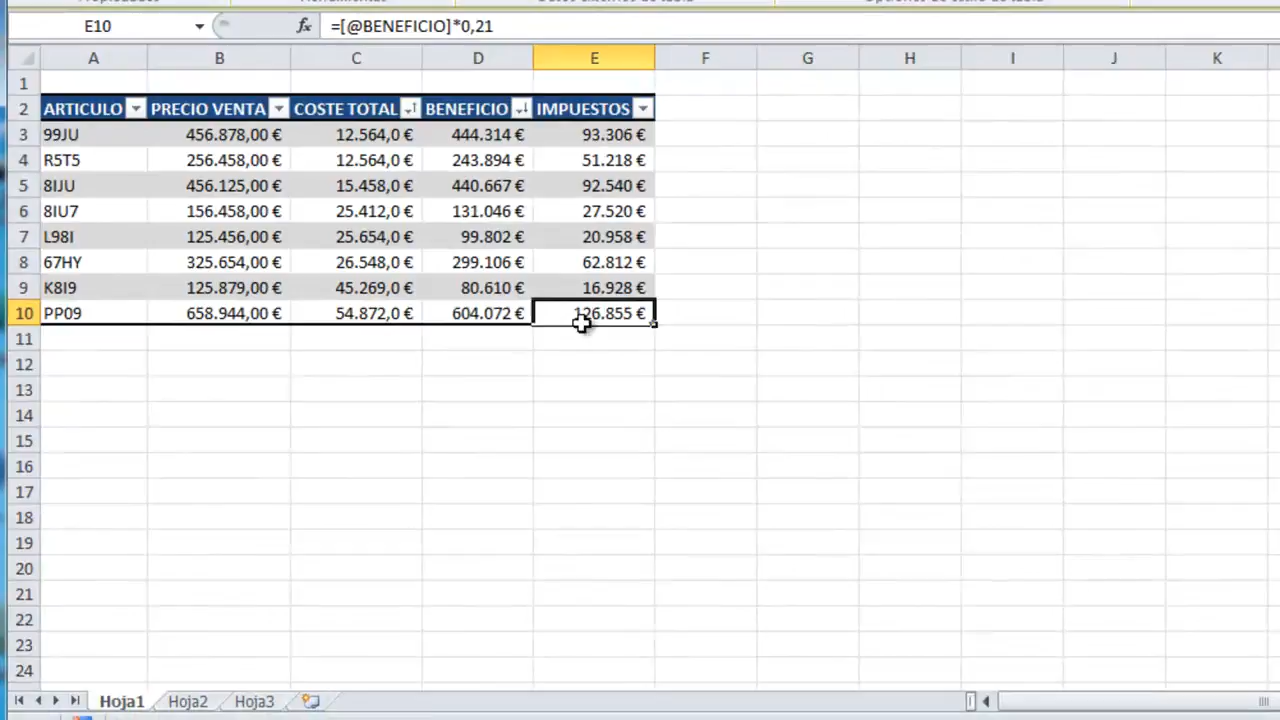 E10 fx =[@BENEFICIO]*0,21
A B C D E F G H I J K
1
2 ARTICULO PRECIO VENTA COSTE TOTAL BENEFICIO IMPUESTOS
3 99JU 456.878,00 € 12.564,0 € 444.314 € 93.306 €
4 R5T5 256.458,00 € 12.564,0 € 243.894 € 51.218 €
5 8IJU 456.125,00 € 15.458,0 € 440.667 € 92.540 €
6 8IU7 156.458,00 € 25.412,0 € 131.046 € 27.520 €
7 L98I 125.456,00 € 25.654,0 € 99.802 € 20.958 €
8 67HY 325.654,00 € 26.548,0 € 299.106 € 62.812 €
9 K8I9 125.879,00 € 45.269,0 € 80.610 € 16.928 €
10 PP09 658.944,00 € 54.872,0 € 604.072 € 126.855 €
11
12
13
14
15
16
17
18
19
20
21
22
23
24
Hoja1 Hoja2 Hoja3